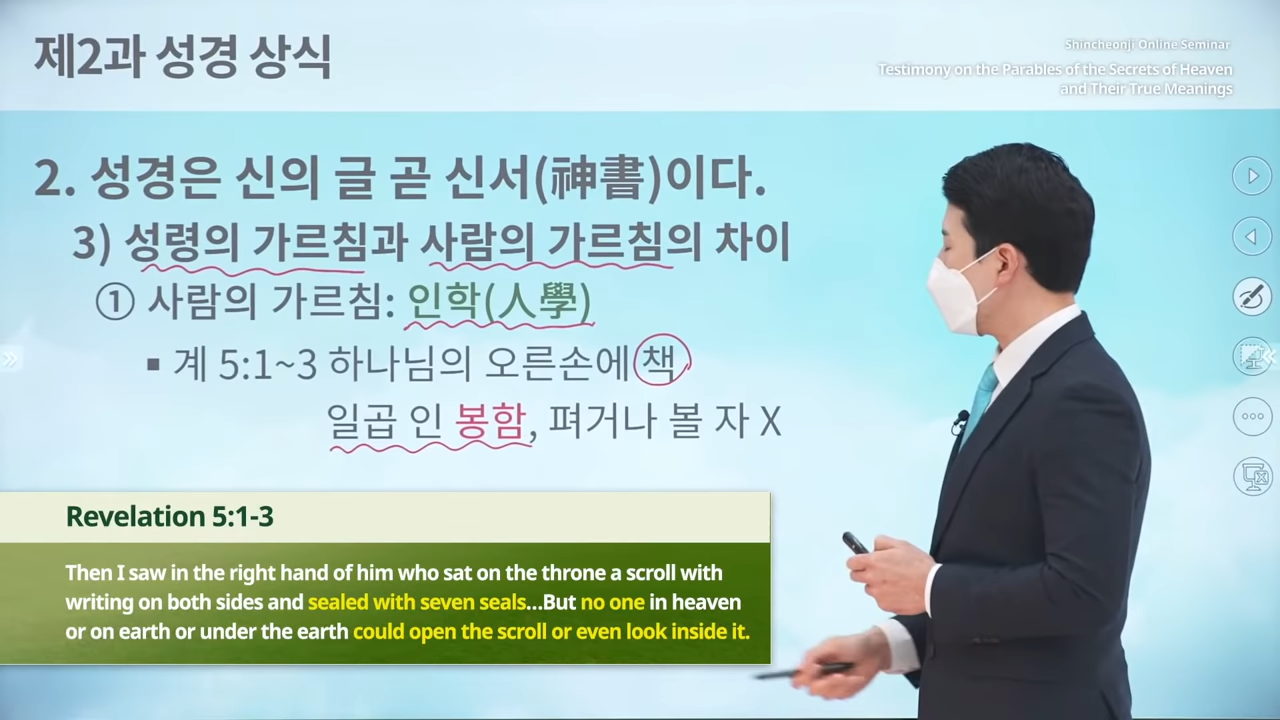 제2과 성경 상식
Shincheonji Online Seminar
Testimony on the Parables of the Secrets of Heaven
and Their True Meanings
2. 성경은 신의 글 곧 신서(神書)이다.
3) 성령의 가르침과 사람의 가르침의 차이
① 사람의 가르침: 인학(人學)
▪ 계 5:1~3 하나님의 오른손에 책
일곱 인 봉함, 펴거나 볼 자 X
Revelation 5:1-3
Then I saw in the right hand of him who sat on the throne a scroll with
writing on both sides and sealed with seven seals...But no one in heaven
or on earth or under the earth could open the scroll or even look inside it.